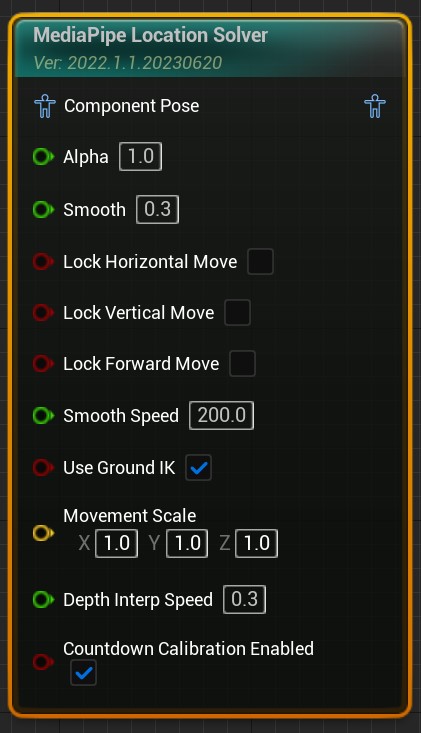 MediaPipe Location Solver
Ver: 2022.1.1.20230620
Component Pose
Alpha 1.0
Smooth 0.3
Lock Horizontal Move
Lock Vertical Move
Lock Forward Move
Smooth Speed 200.0
Use Ground IK
Movement Scale
X 1.0 Y 1.0 Z 1.0
Depth Interp Speed 0.3
Countdown Calibration Enabled